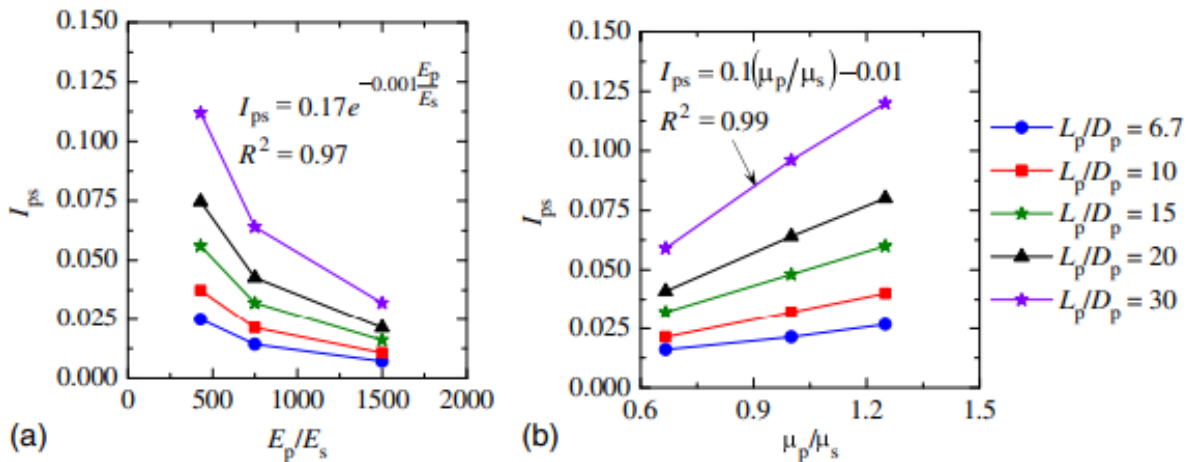 0.150
0.125
0.100
0.075
0.050
0.025
0.000
I_ps
I_ps = 0.17e^(-0.001 E_p/E_s)
R² = 0.97
0 500 1000 1500 2000
(a)
E_p/E_s
0.150
0.125
0.100
0.075
0.050
0.025
0.000
I_ps
I_ps = 0.1(μ_p/μ_s)−0.01
R² = 0.99
0.6 0.9 1.2 1.5
(b)
μ_p/μ_s
L_p/D_p = 6.7
L_p/D_p = 10
L_p/D_p = 15
L_p/D_p = 20
L_p/D_p = 30